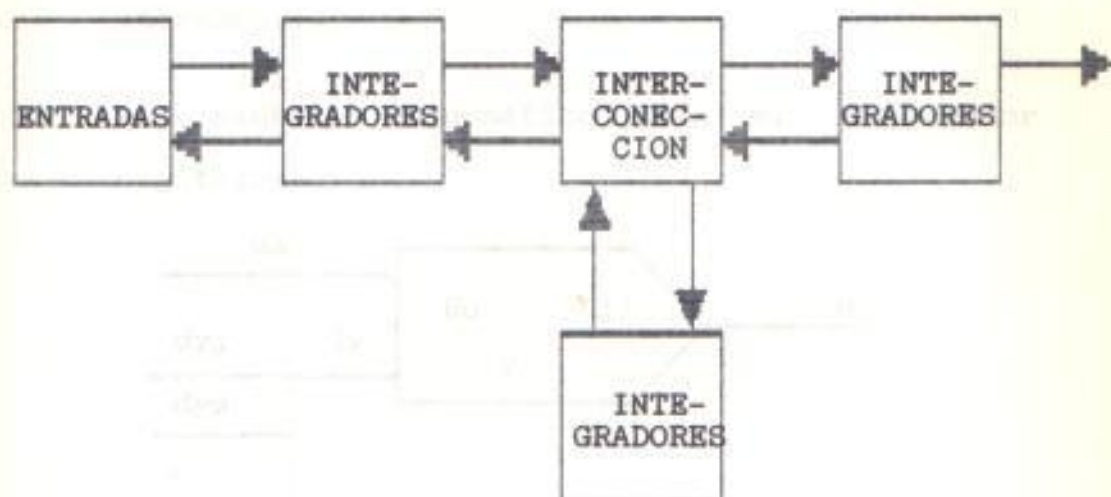 ENTRADAS
INTE-
GRADORES
INTER-
CONEC-
CION
INTE-
GRADORES
INTE-
GRADORES